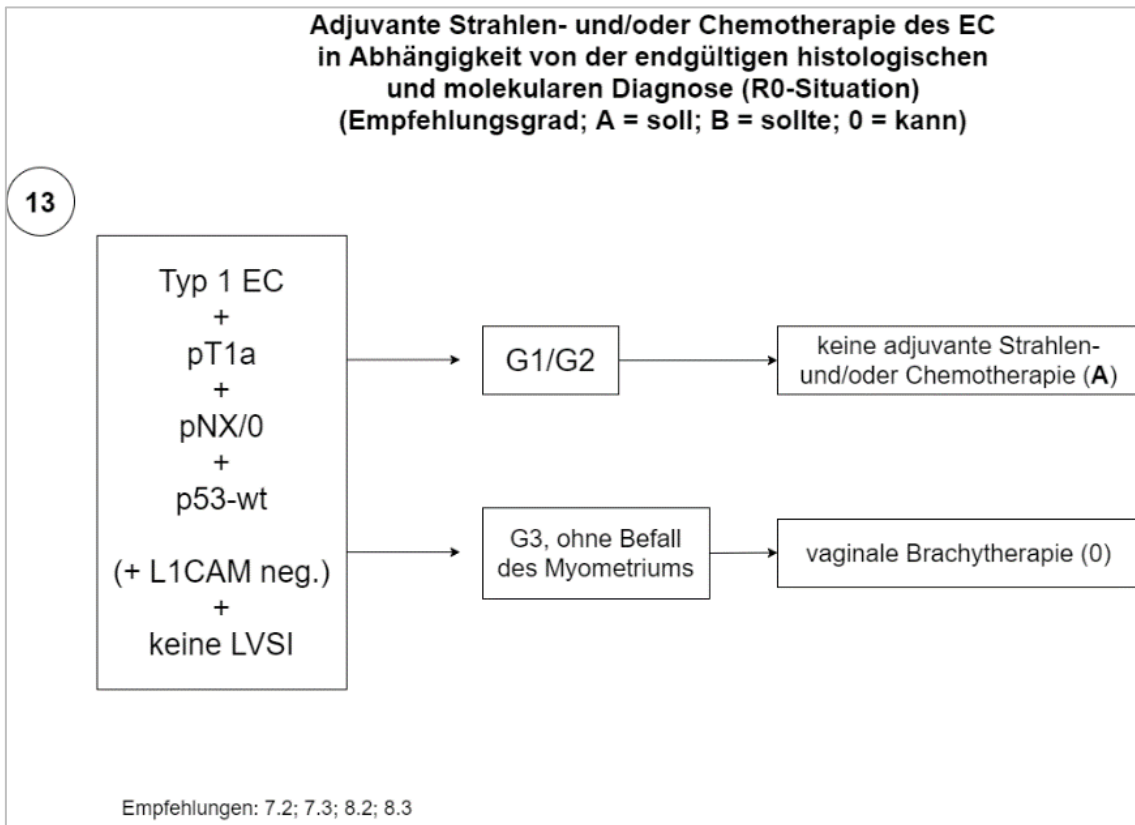 Adjuvante Strahlen- und/oder Chemotherapie des EC
in Abhängigkeit von der endgültigen histologischen
und molekularen Diagnose (R0-Situation)
(Empfehlungsgrad; A = soll; B = sollte; 0 = kann)
13
Typ 1 EC
+
pT1a
+
pNX/0
+
p53-wt
(+ L1CAM neg.)
+
keine LVSI
G1/G2
keine adjuvante Strahlen-
und/oder Chemotherapie (A)
G3, ohne Befall
des Myometriums
vaginale Brachytherapie (0)
Empfehlungen: 7.2; 7.3; 8.2; 8.3